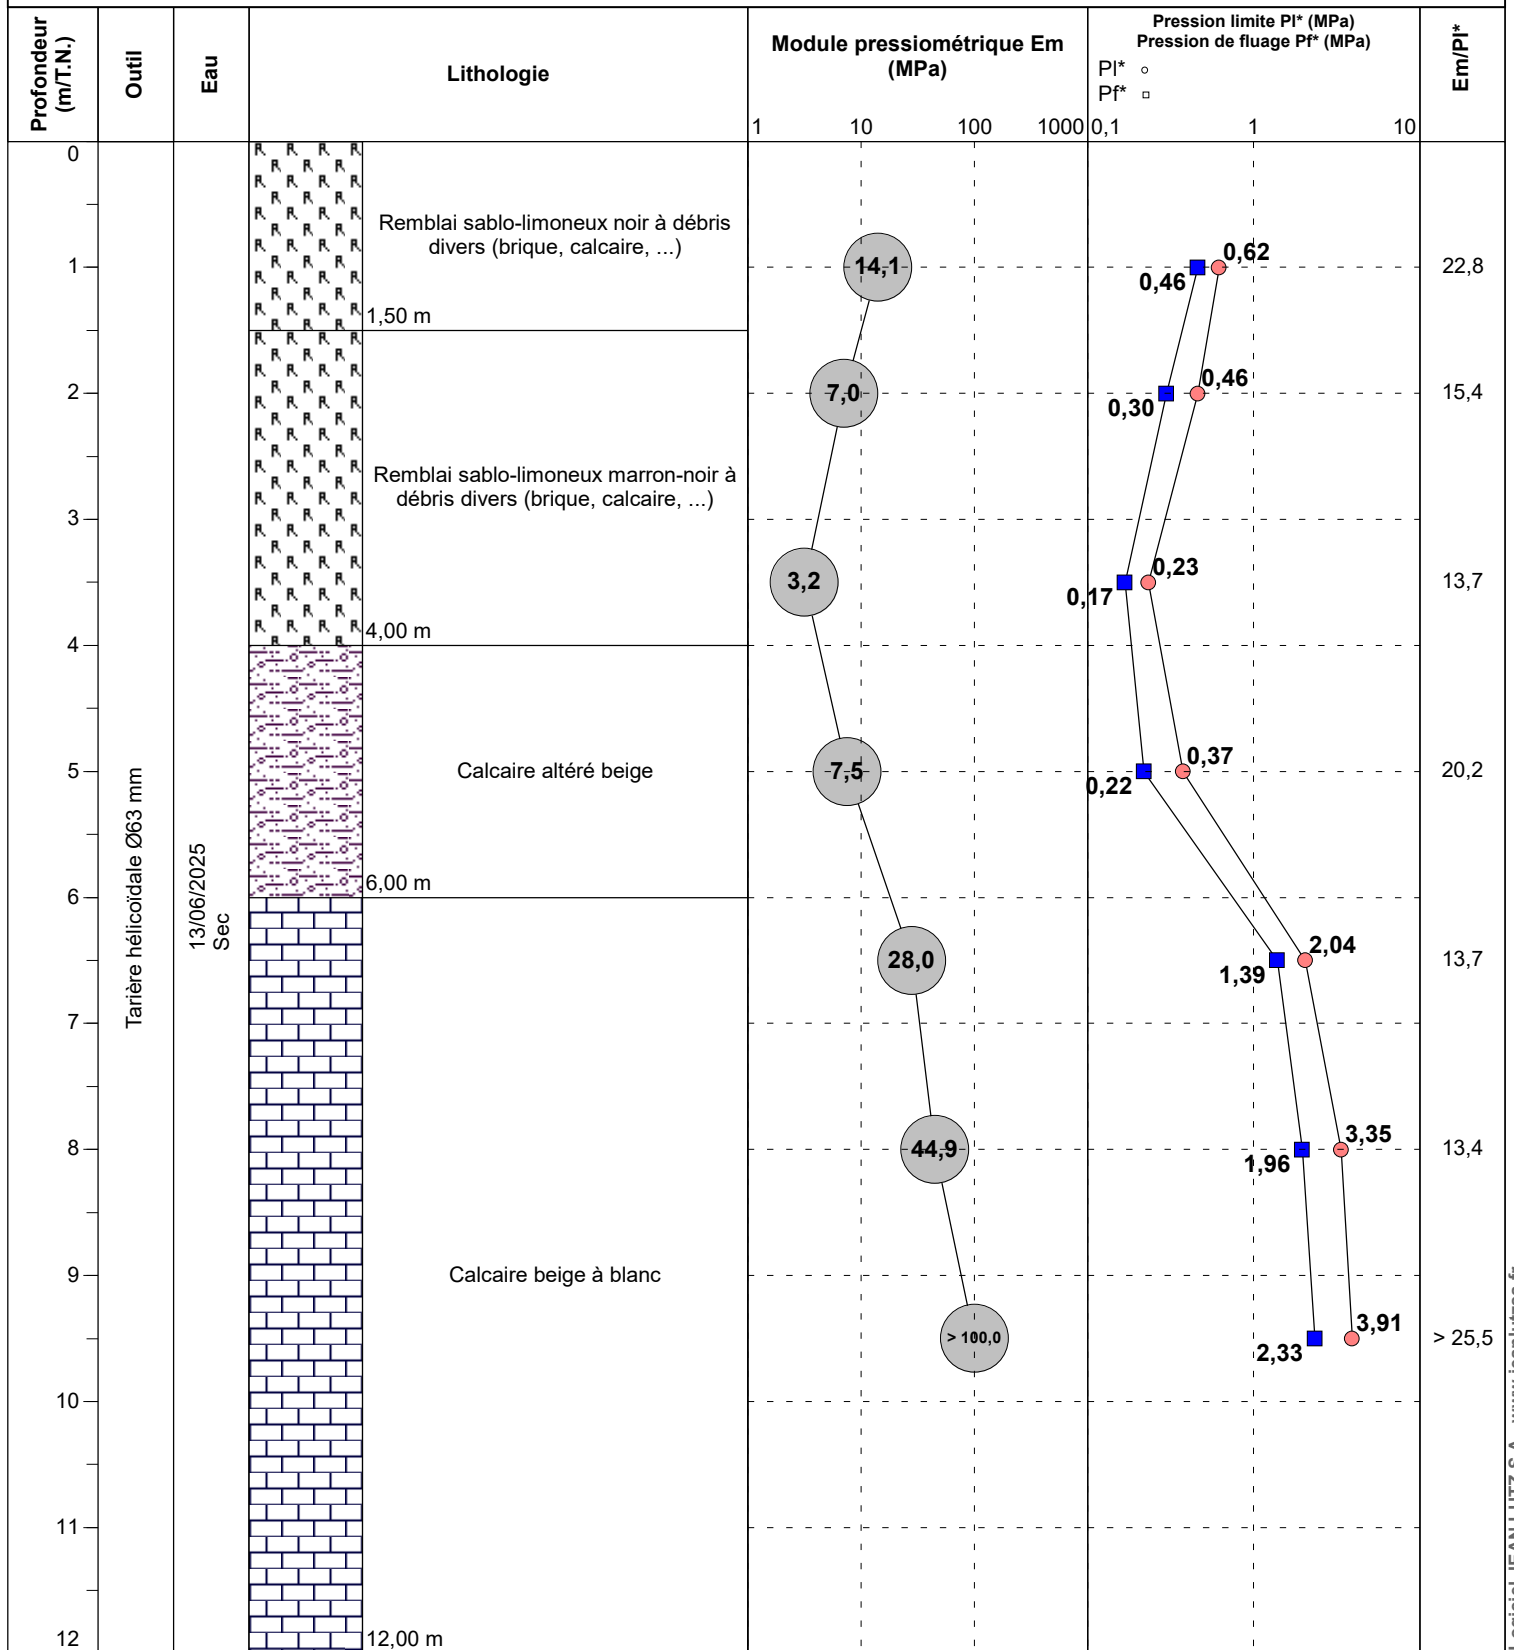 Profondeur
(m/T.N.)
Outil
Eau
Lithologie
Module pressiométrique Em
(MPa)
1 10 100 1000
Pression limite Pl* (MPa)
Pression de fluage Pf* (MPa)
Pl*
Pf*
0,1 1 10
Em/Pl*
0
Remblai sablo-limoneux noir à débris
divers (brique, calcaire, ...)
1 14,1 0,46 0,62 22,8
1,50 m
2 7,0 0,30 0,46 15,4
Remblai sablo-limoneux marron-noir à
débris divers (brique, calcaire, ...)
3
3,2 0,17 0,23 13,7
4,00 m
4
Calcaire altéré beige
5 7,5 0,22 0,37 20,2
Tarière hélicoïdale Ø63 mm
13/06/2025
Sec
6,00 m
6
28,0 1,39 2,04 13,7
7
8 44,9 1,96 3,35 13,4
9
Calcaire beige à blanc
> 100,0 2,33 3,91 > 25,5
10
11
12
12,00 m